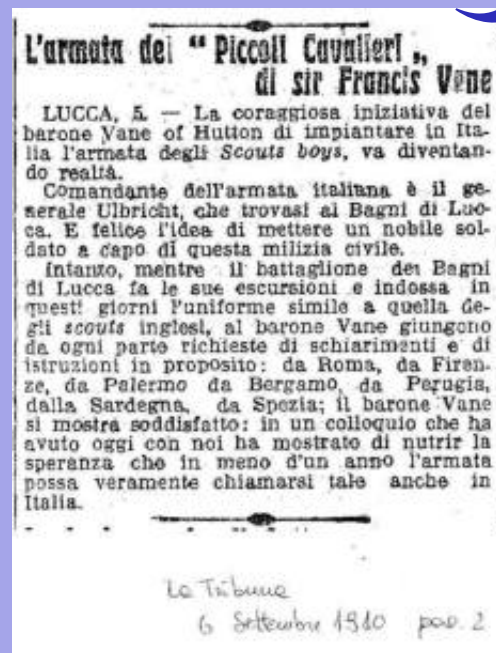 L'armata dei " Piccoli Cavalieri „
di sir Francis Vane
LUCCA, 5. — La coraggiosa iniziativa del
barone Vane of Hutton di impiantare in Ita-
lia l'armata degli Scouts boys, va diventan-
do realtà.
Comandante dell'armata italiana è il ge-
nerale Ulbricht, che trovasi ai Bagni di Luc-
ca. E felice l'idea di mettere un nobile sol-
dato a capo di questa milizia civile.
Intanto, mentre il battaglione dei Bagni
di Lucca fa le sue escursioni e indossa in
questi giorni l'uniforme simile a quella de-
gli scouts inglesi, al barone Vane giungono
da ogni parte richieste di schiarimenti e di
istruzioni in proposito: da Roma, da Firen-
ze, da Palermo da Bergamo, da Perugia,
dalla Sardegna, da Spezia; il barone Vane
si mostra soddisfatto: in un colloquio che ha
avuto oggi con noi ha mostrato di nutrir la
speranza che in meno d'un anno l'armata
possa veramente chiamarsi tale anche in
Italia.
La Tribuna
6 Settembre 1910 pag. 2